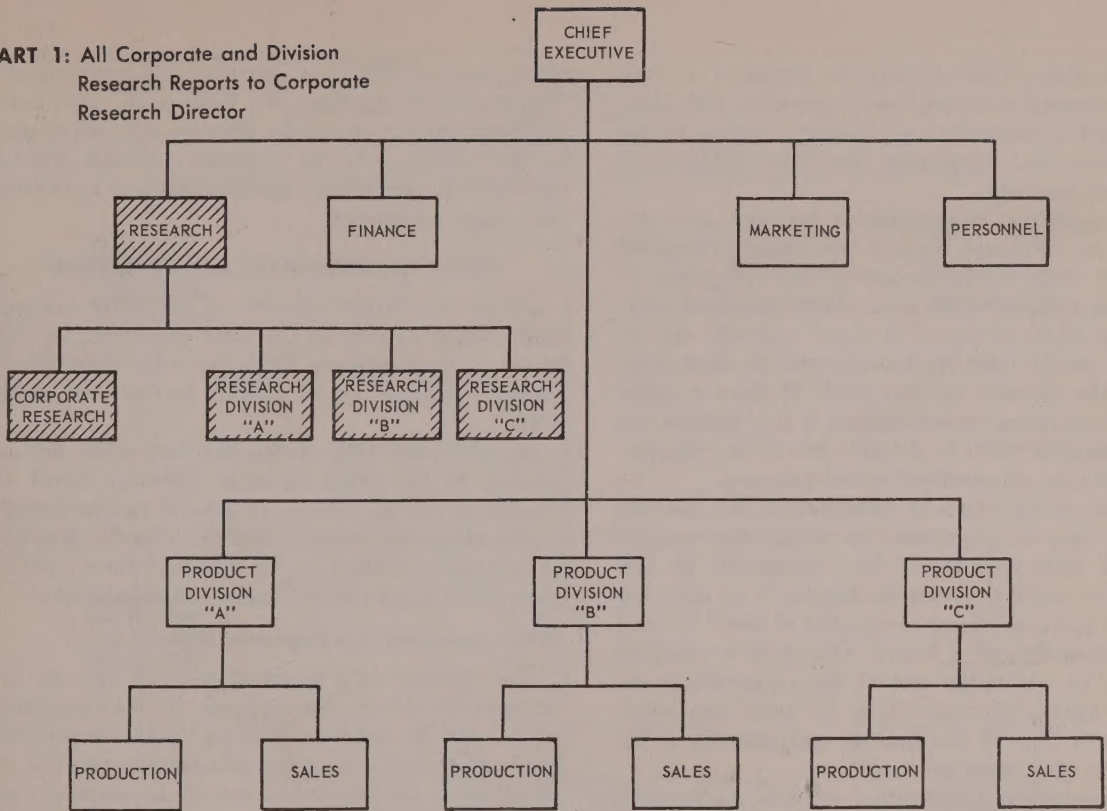 ART 1: All Corporate and Division
Research Reports to Corporate
Research Director
CHIEF
EXECUTIVE
RESEARCH
FINANCE
MARKETING
PERSONNEL
CORPORATE
RESEARCH
RESEARCH
DIVISION
"A"
RESEARCH
DIVISION
"B"
RESEARCH
DIVISION
"C"
PRODUCT
DIVISION
"A"
PRODUCT
DIVISION
"B"
PRODUCT
DIVISION
"C"
PRODUCTION
SALES
PRODUCTION
SALES
PRODUCTION
SALES